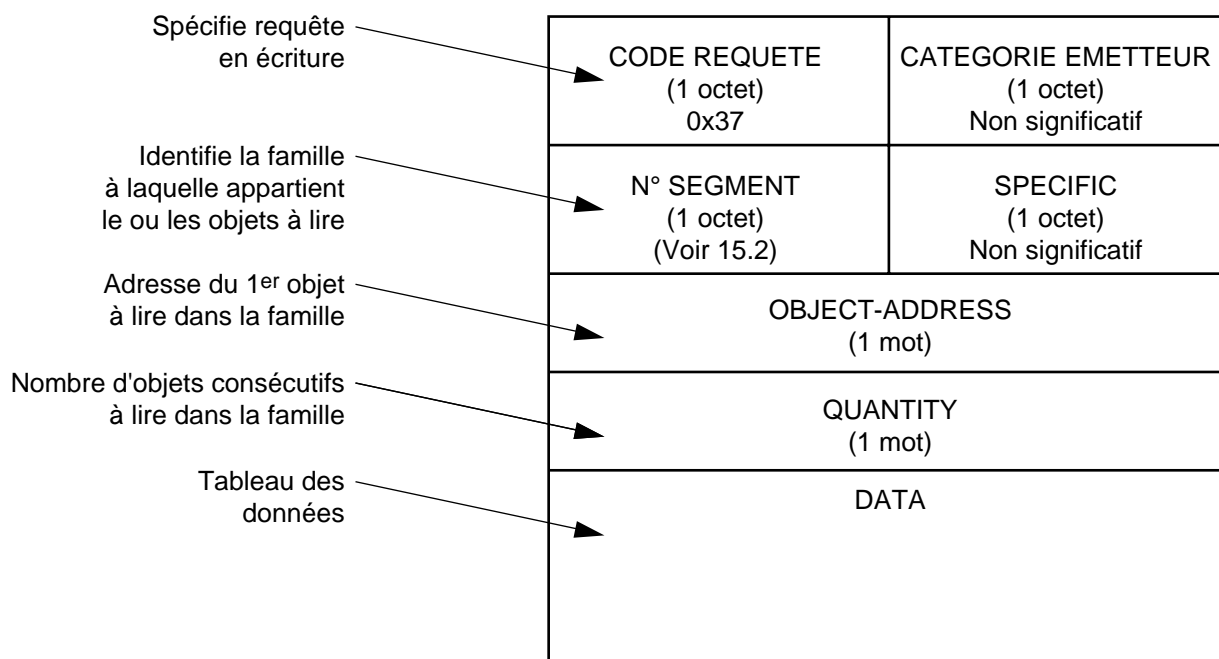 Spécifie requête
en écriture
CODE REQUETE
(1 octet)
0x37
CATEGORIE EMETTEUR
(1 octet)
Non significatif
Identifie la famille
à laquelle appartient
le ou les objets à lire
N° SEGMENT
(1 octet)
(Voir 15.2)
SPECIFIC
(1 octet)
Non significatif
Adresse du 1er objet
à lire dans la famille
OBJECT-ADDRESS
(1 mot)
Nombre d'objets consécutifs
à lire dans la famille
QUANTITY
(1 mot)
Tableau des
données
DATA